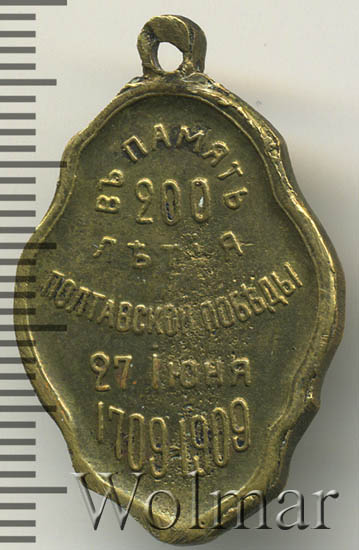 ВЪ ПАМЯТЬ
200
ЛѢТІЯ
ПОЛТАВСКОЙ ПОБѢДЫ
27 ІЮНЯ
1709-1909
Wolmar